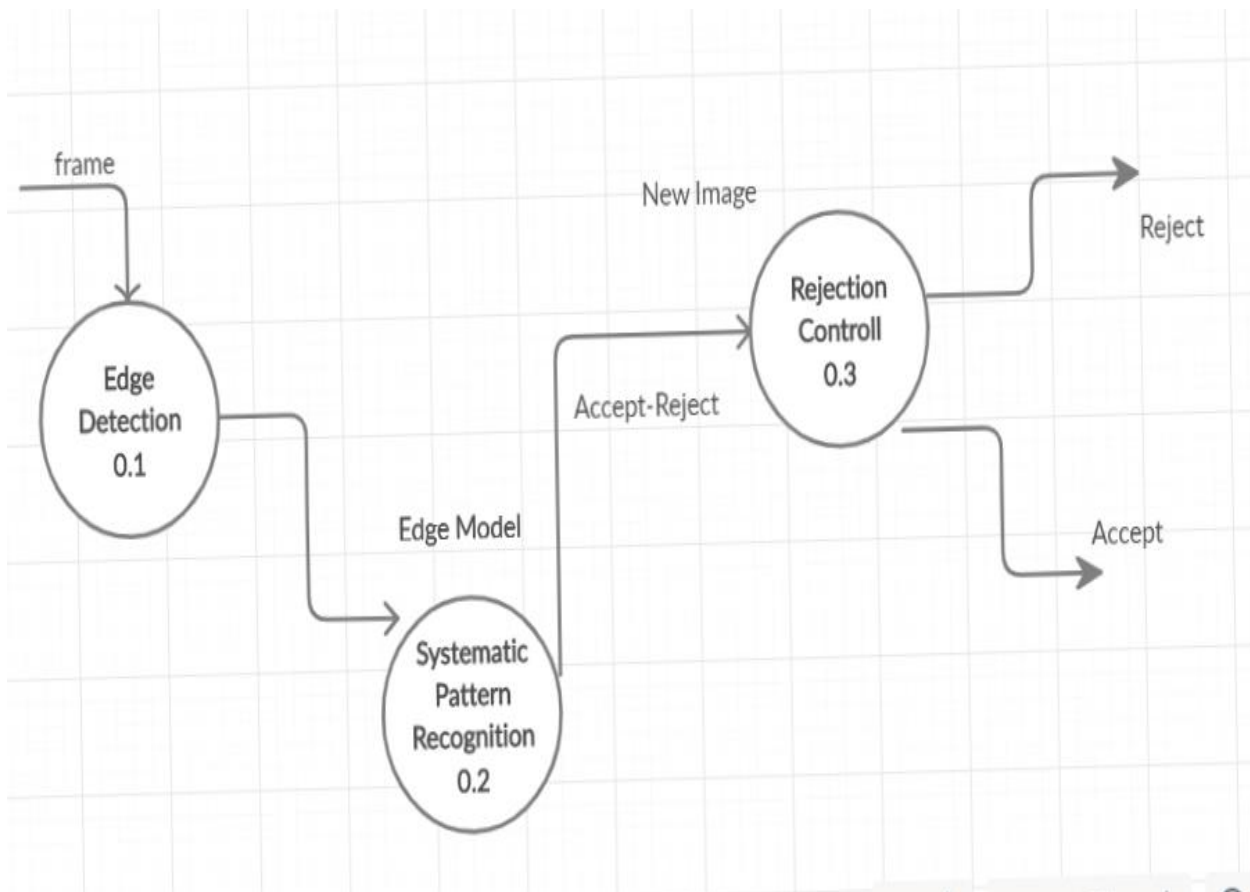 frame
New Image
Reject
Rejection
Controll
0.3
Edge
Detection
0.1
Accept-Reject
Edge Model
Accept
Systematic
Pattern
Recognition
0.2